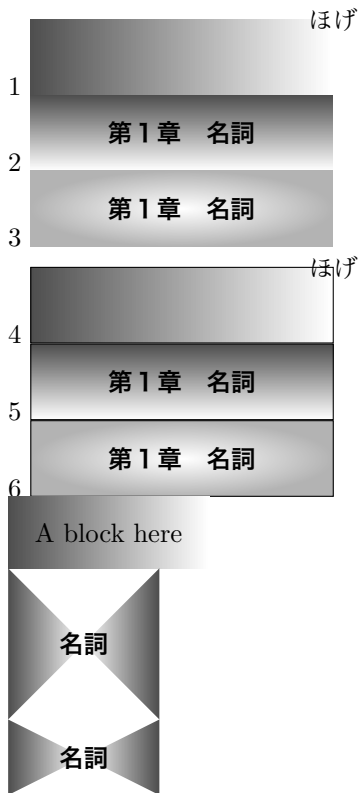 ほげ
1
第１章　名詞
2
第１章　名詞
3
ほげ
4
第１章　名詞
5
第１章　名詞
6
A block here
名詞
名詞